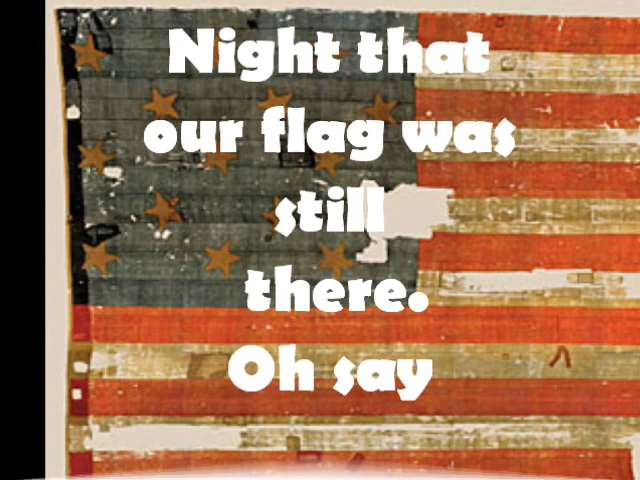 Night that
our flag was
still
there.
Oh say